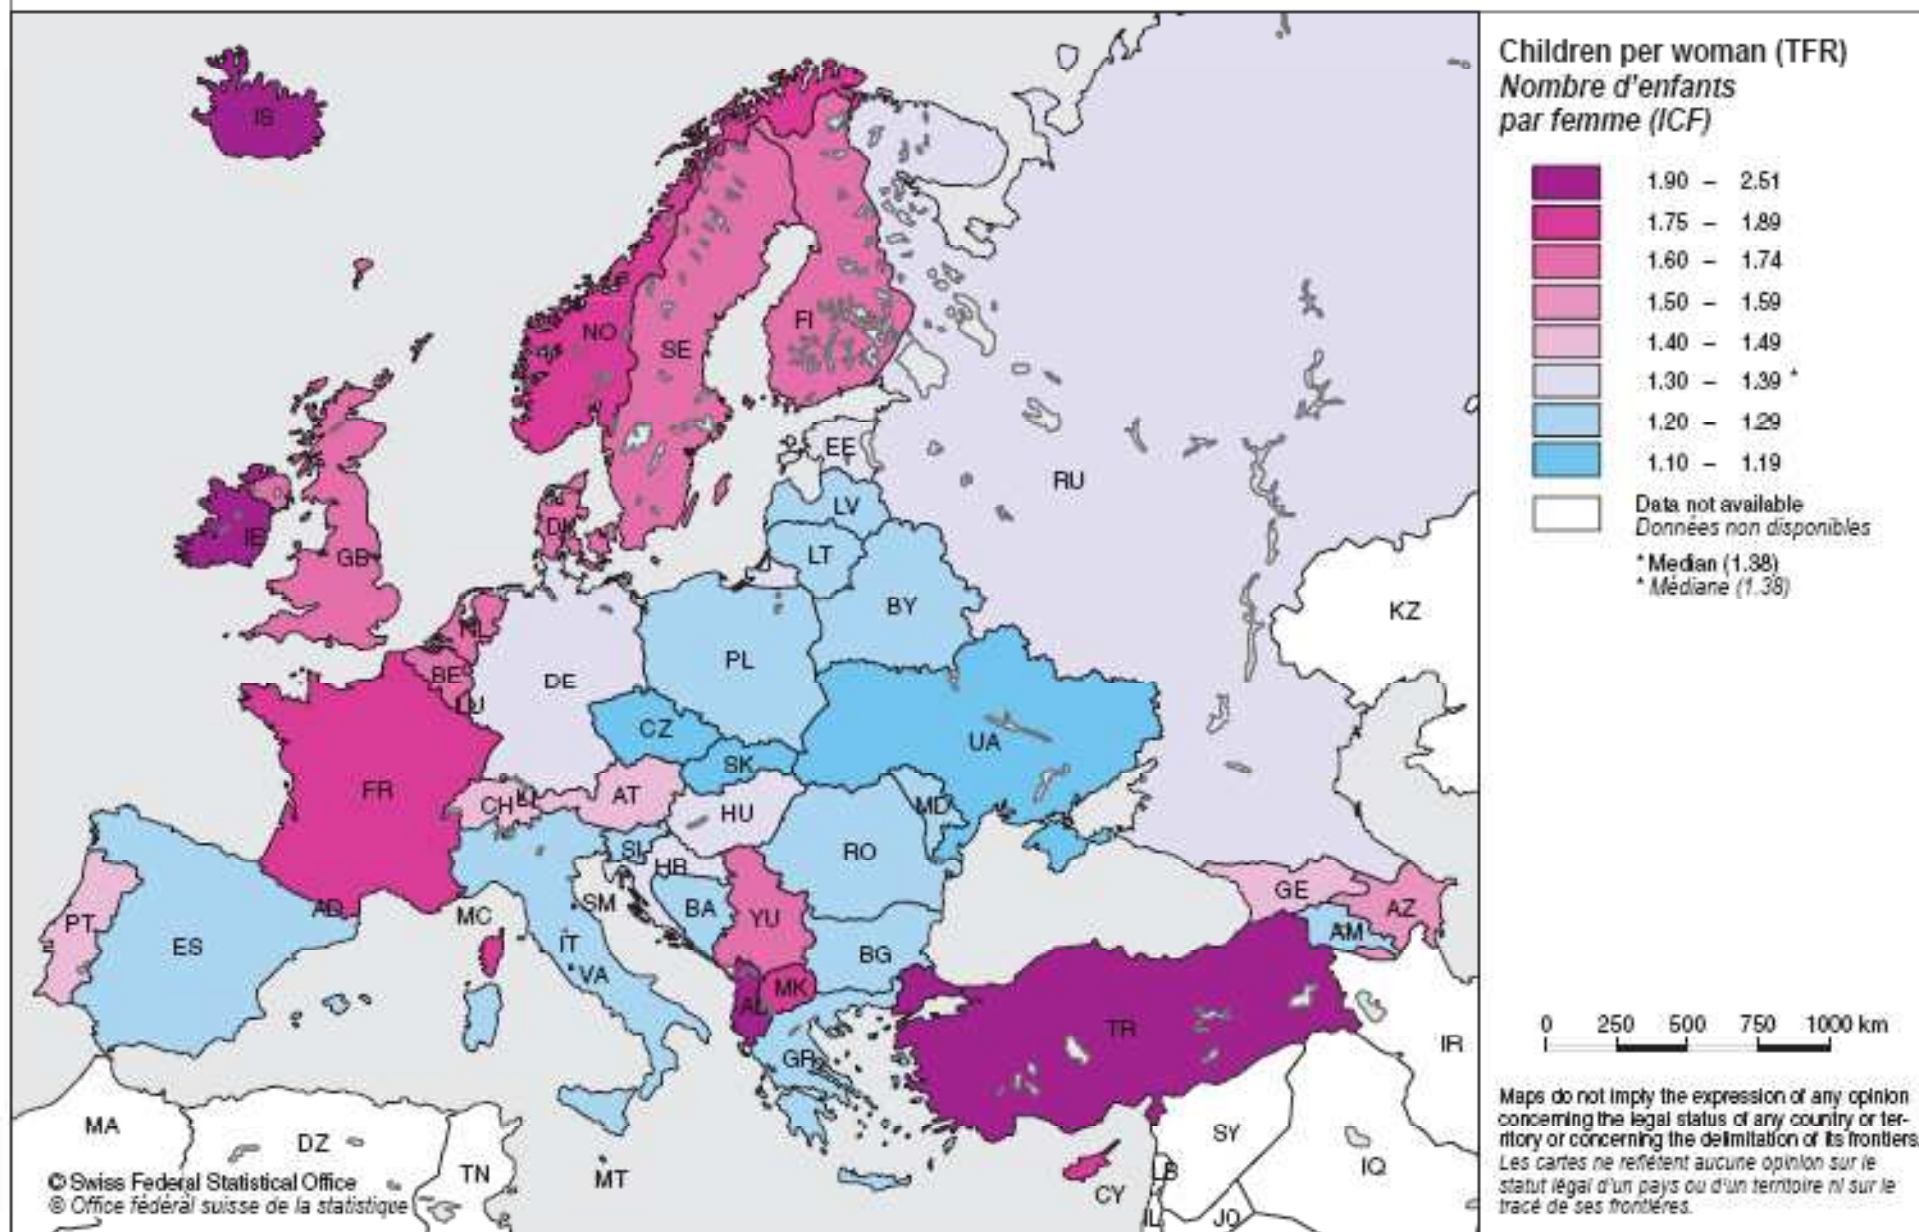 Children per woman (TFR)
Nombre d'enfants
par femme (ICF)
1.90 – 2.51
1.75 – 1.89
1.60 – 1.74
1.50 – 1.59
1.40 – 1.49
1.30 – 1.39 *
1.20 – 1.29
1.10 – 1.19
Data not available
Données non disponibles
* Median (1.38)
* Médiane (1.38)
IS
NO
SE
FI
EE
RU
LV
LT
IE
GB
DK
BY
KZ
NL
PL
BE
DE
LU
CZ
UA
SK
FR
CH
LI
AT
HU
MD
SI
RO
HR
GE
AD
MC
SM
BA
YU
AZ
PT
ES
IT
BG
AM
VA
AL
MK
TR
GR
IR
MA
DZ
TN
MT
CY
SY
LB
IQ
IL
JO
0 250 500 750 1000 km
Maps do not imply the expression of any opinion
concerning the legal status of any country or ter-
ritory or concerning the delimitation of its frontiers.
Les cartes ne reflètent aucune opinion sur le
statut légal d'un pays ou d'un territoire ni sur le
tracé de ses frontières.
© Swiss Federal Statistical Office
© Office fédéral suisse de la statistique